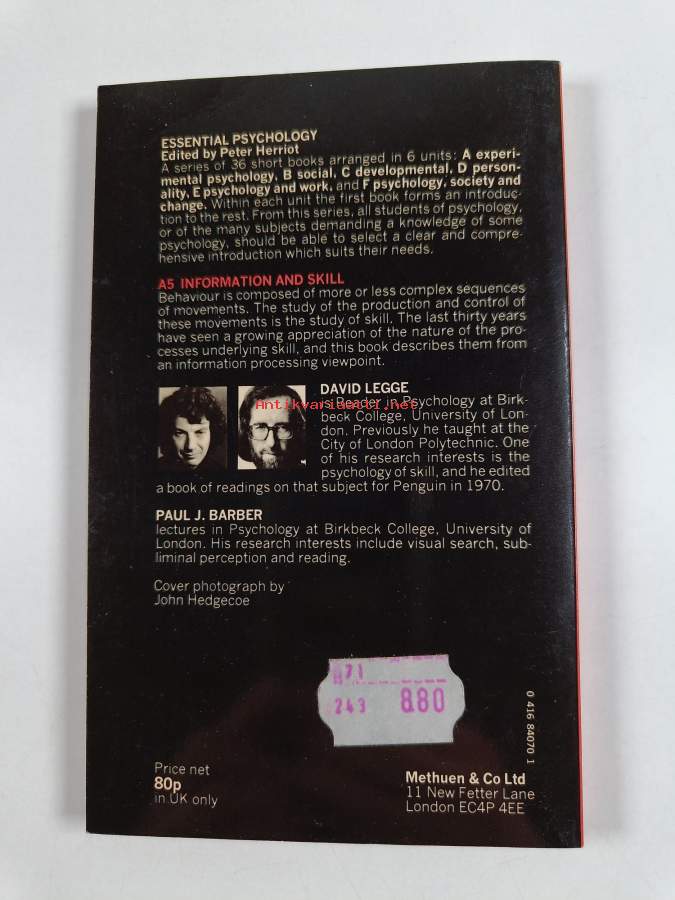 ESSENTIAL PSYCHOLOGY
Edited by Peter Herriot
A series of 36 short books arranged in 6 units: A experi-
mental psychology, B social, C developmental, D person-
ality, E psychology and work, and F psychology, society and
change. Within each unit the first book forms an introduc-
tion to the rest. From this series, all students of psychology,
or of the many subjects demanding a knowledge of some
psychology, should be able to select a clear and compre-
hensive introduction which suits their needs.
A5 INFORMATION AND SKILL
Behaviour is composed of more or less complex sequences
of movements. The study of the production and control of
these movements is the study of skill. The last thirty years
have seen a growing appreciation of the nature of the pro-
cesses underlying skill, and this book describes them from
an information processing viewpoint.
DAVID LEGGE
is Reader in Psychology at Birk-
Antikvariaatti.net
beck College, University of Lon-
don. Previously he taught at the
City of London Polytechnic. One
of his research interests is the
psychology of skill, and he edited
a book of readings on that subject for Penguin in 1970.
PAUL J. BARBER
lectures in Psychology at Birkbeck College, University of
London. His research interests include visual search, sub-
liminal perception and reading.
Cover photograph by
John Hedgecoe
71
243 880
0 416 84070 1
Price net
80p
in UK only
Methuen & Co Ltd
11 New Fetter Lane
London EC4P 4EE